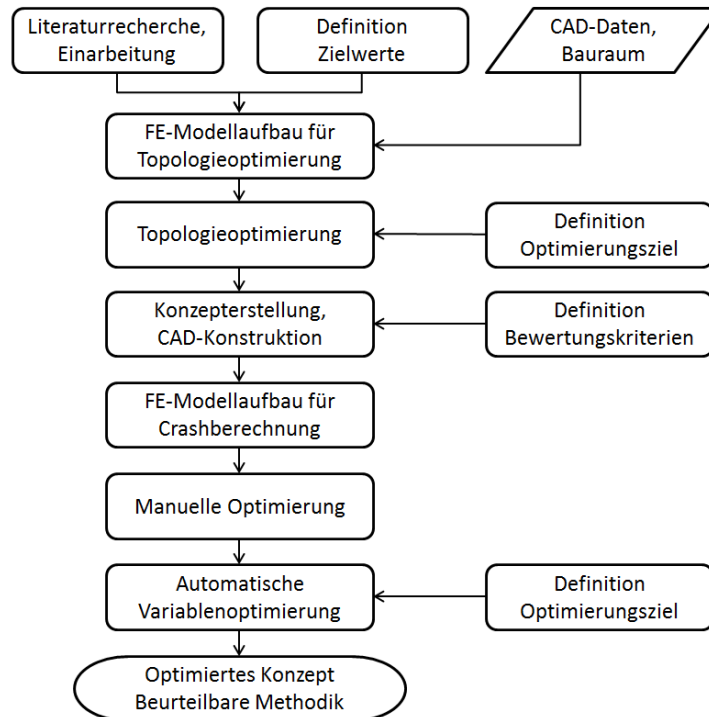 Literaturrecherche,
Einarbeitung
Definition
Zielwerte
CAD-Daten,
Bauraum
FE-Modellaufbau für
Topologieoptimierung
Topologieoptimierung
Definition
Optimierungsziel
Konzepterstellung,
CAD-Konstruktion
Definition
Bewertungskriterien
FE-Modellaufbau für
Crashberechnung
Manuelle Optimierung
Automatische
Variablenoptimierung
Definition
Optimierungsziel
Optimiertes Konzept
Beurteilbare Methodik